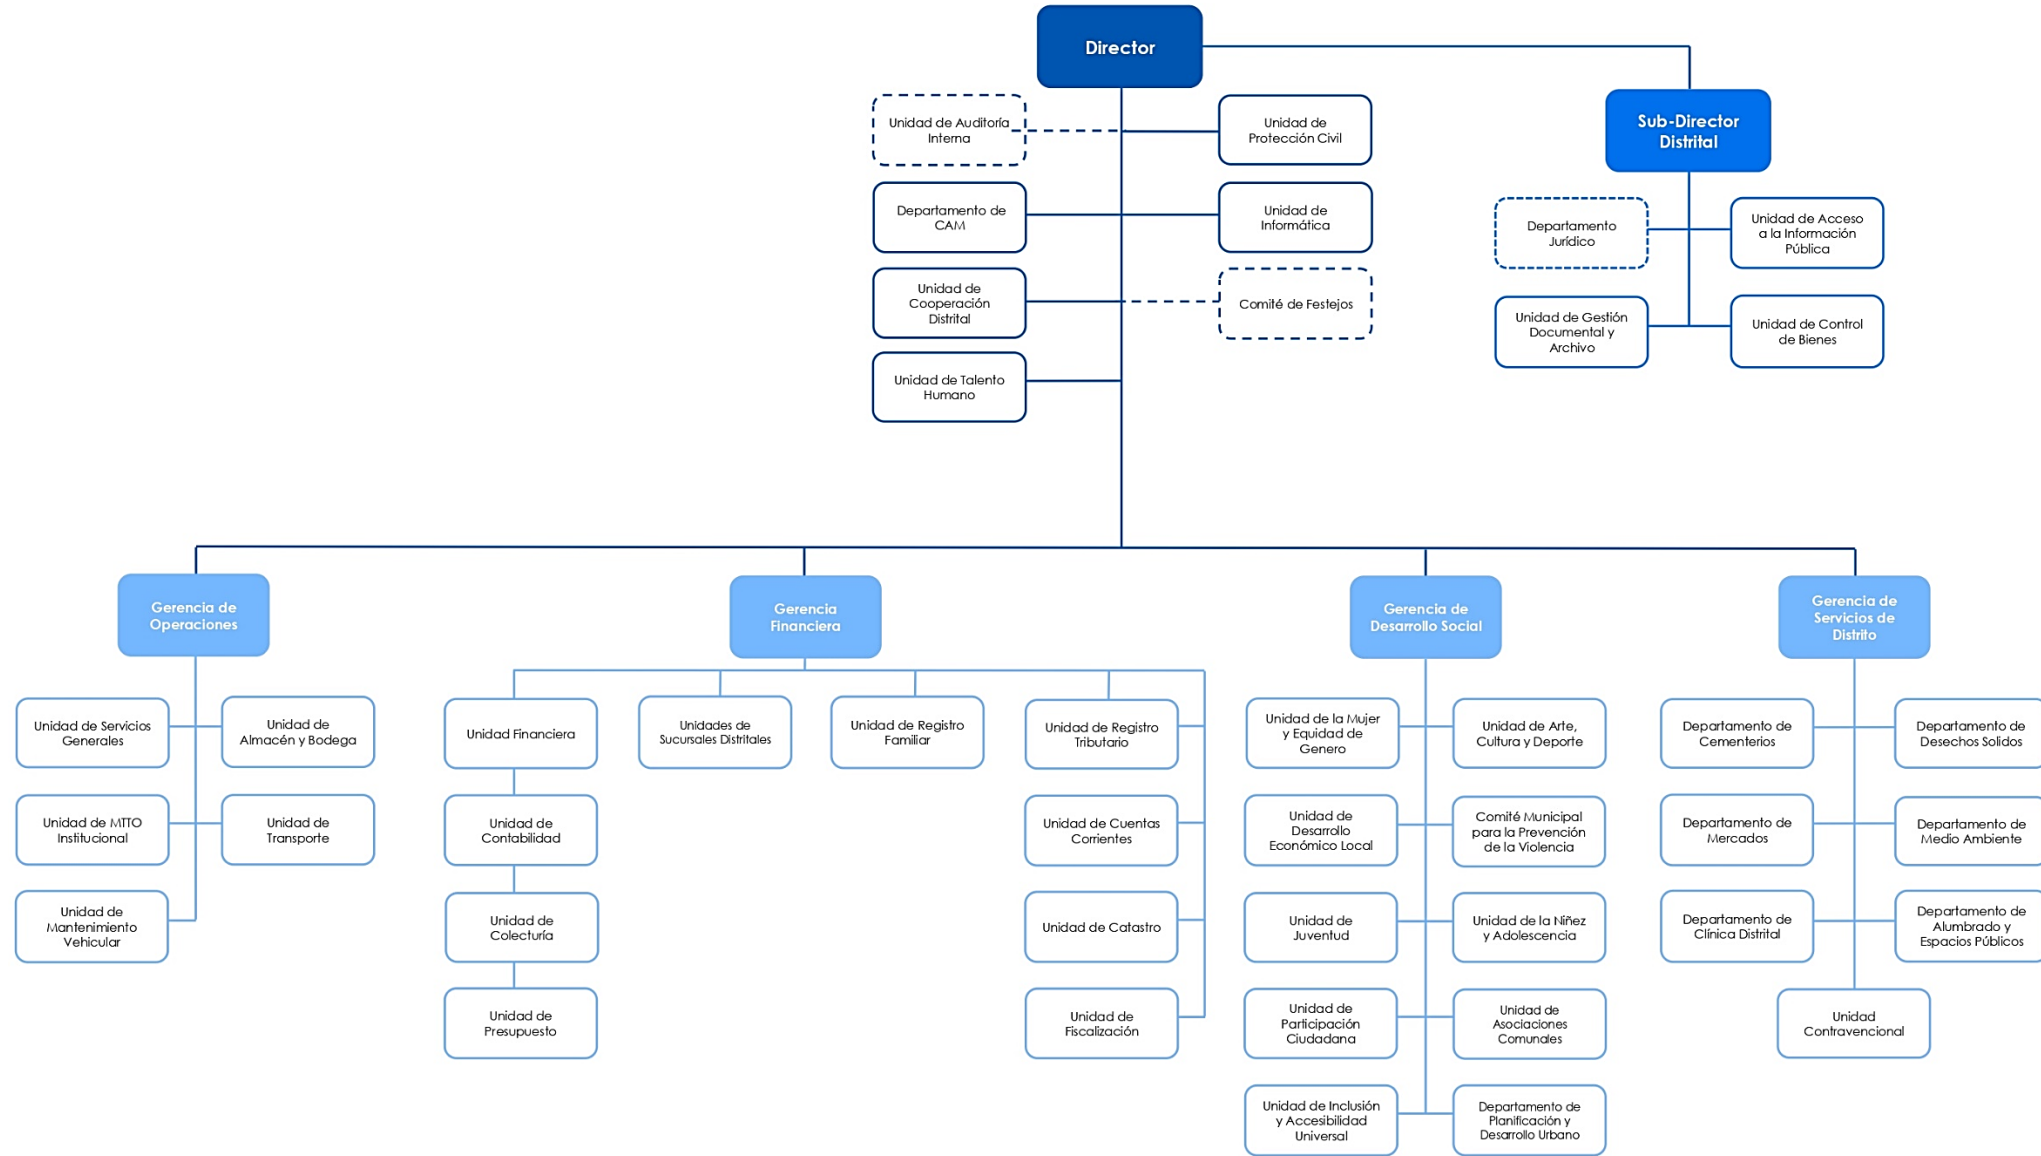 Director
Sub-Director
Distrital
Unidad de Auditoría
Interna
Unidad de
Protección Civil
Departamento de
CAM
Unidad de
Informática
Unidad de
Cooperación
Distrital
Comité de Festejos
Unidad de Talento
Humano
Departamento
Jurídico
Unidad de Acceso
a la Información
Pública
Unidad de Gestión
Documental y
Archivo
Unidad de Control
de Bienes
Gerencia de
Operaciones
Gerencia
Financiera
Gerencia de
Desarrollo Social
Gerencia de
Servicios de
Distrito
Unidad de Servicios
Generales
Unidad de
Almacén y Bodega
Unidad de MTTO
Institucional
Unidad de
Transporte
Unidad de
Mantenimiento
Vehicular
Unidad Financiera
Unidades de
Sucursales Distritales
Unidad de Registro
Familiar
Unidad de Registro
Tributario
Unidad de
Contabilidad
Unidad de Cuentas
Corrientes
Unidad de
Colecturía
Unidad de Catastro
Unidad de
Presupuesto
Unidad de
Fiscalización
Unidad de la Mujer
y Equidad de
Genero
Unidad de Arte,
Cultura y Deporte
Unidad de
Desarrollo
Económico Local
Comité Municipal
para la Prevención
de la Violencia
Unidad de
Juventud
Unidad de la Niñez
y Adolescencia
Unidad de
Participación
Ciudadana
Unidad de
Asociaciones
Comunales
Unidad de Inclusión
y Accesibilidad
Universal
Departamento de
Planificación y
Desarrollo Urbano
Departamento de
Cementerios
Departamento de
Desechos Solidos
Departamento de
Mercados
Departamento de
Medio Ambiente
Departamento de
Clínica Distrital
Departamento de
Alumbrado y
Espacios Públicos
Unidad
Contravencional